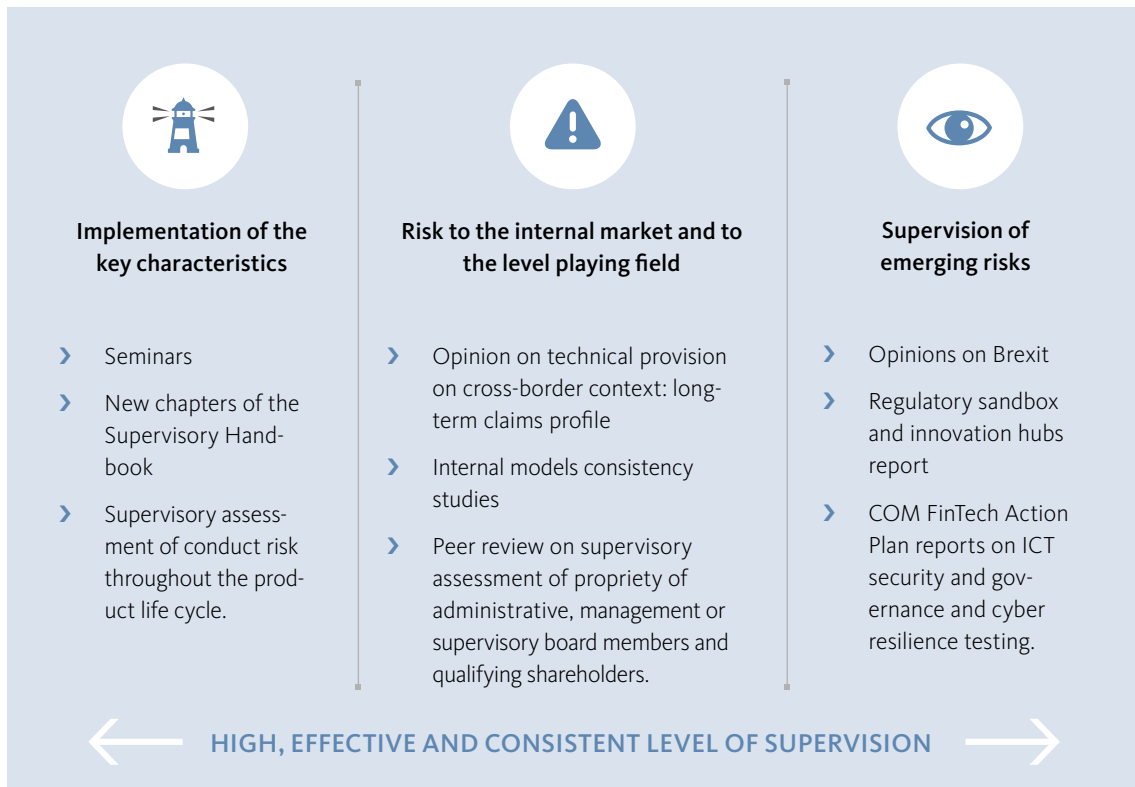 Implementation of the
key characteristics
› Seminars
› New chapters of the
Supervisory Hand-
book
› Supervisory assess-
ment of conduct risk
throughout the prod-
uct life cycle.
Risk to the internal market and to
the level playing field
› Opinion on technical provision
on cross-border context: long-
term claims profile
› Internal models consistency
studies
› Peer review on supervisory
assessment of propriety of
administrative, management or
supervisory board members and
qualifying shareholders.
Supervision of
emerging risks
› Opinions on Brexit
› Regulatory sandbox
and innovation hubs
report
› COM FinTech Action
Plan reports on ICT
security and gov-
ernance and cyber
resilience testing.
HIGH, EFFECTIVE AND CONSISTENT LEVEL OF SUPERVISION